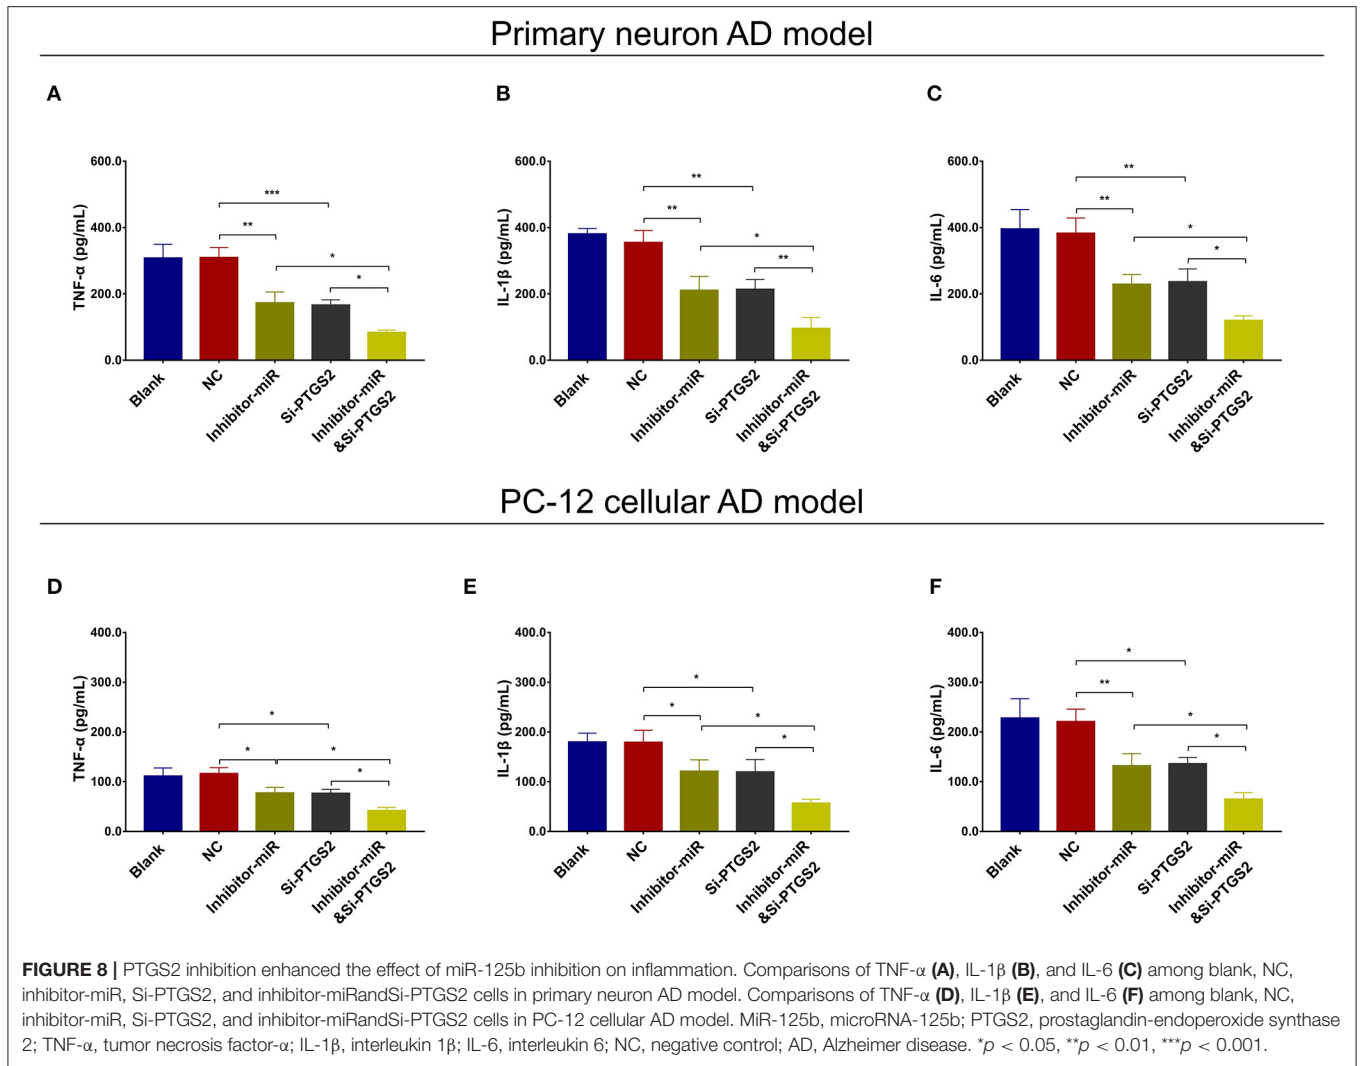 Primary neuron AD model
A
B
C
TNF-α (pg/mL)
600.0
400.0
200.0
0.0
***
**
*
*
Blank
NC
Inhibitor-miR
Si-PTGS2
Inhibitor-miR
&Si-PTGS2
IL-1β (pg/mL)
600.0
400.0
200.0
0.0
**
**
*
**
Blank
NC
Inhibitor-miR
Si-PTGS2
Inhibitor-miR
&Si-PTGS2
IL-6 (pg/mL)
600.0
400.0
200.0
0.0
**
**
*
*
Blank
NC
Inhibitor-miR
Si-PTGS2
Inhibitor-miR
&Si-PTGS2
PC-12 cellular AD model
D
E
F
TNF-α (pg/mL)
400.0
300.0
200.0
100.0
0.0
*
*
*
*
Blank
NC
Inhibitor-miR
Si-PTGS2
Inhibitor-miR
&Si-PTGS2
IL-1β (pg/mL)
400.0
300.0
200.0
100.0
0.0
*
*
*
*
Blank
NC
Inhibitor-miR
Si-PTGS2
Inhibitor-miR
&Si-PTGS2
IL-6 (pg/mL)
400.0
300.0
200.0
100.0
0.0
*
**
*
*
Blank
NC
Inhibitor-miR
Si-PTGS2
Inhibitor-miR
&Si-PTGS2
FIGURE 8 | PTGS2 inhibition enhanced the effect of miR-125b inhibition on inflammation. Comparisons of TNF-α (A), IL-1β (B), and IL-6 (C) among blank, NC,
inhibitor-miR, Si-PTGS2, and inhibitor-miRandSi-PTGS2 cells in primary neuron AD model. Comparisons of TNF-α (D), IL-1β (E), and IL-6 (F) among blank, NC,
inhibitor-miR, Si-PTGS2, and inhibitor-miRandSi-PTGS2 cells in PC-12 cellular AD model. MiR-125b, microRNA-125b; PTGS2, prostaglandin-endoperoxide synthase
2; TNF-α, tumor necrosis factor-α; IL-1β, interleukin 1β; IL-6, interleukin 6; NC, negative control; AD, Alzheimer disease. *p < 0.05, **p < 0.01, ***p < 0.001.